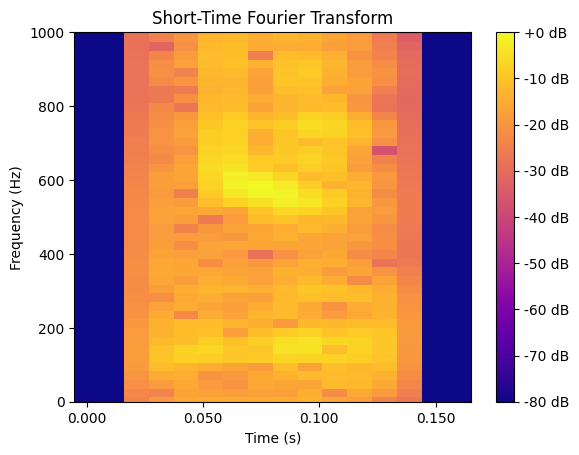 Short-Time Fourier Transform
1000
800
600
400
200
0
Frequency (Hz)
0.000
0.050
0.100
0.150
Time (s)
+0 dB
-10 dB
-20 dB
-30 dB
-40 dB
-50 dB
-60 dB
-70 dB
-80 dB